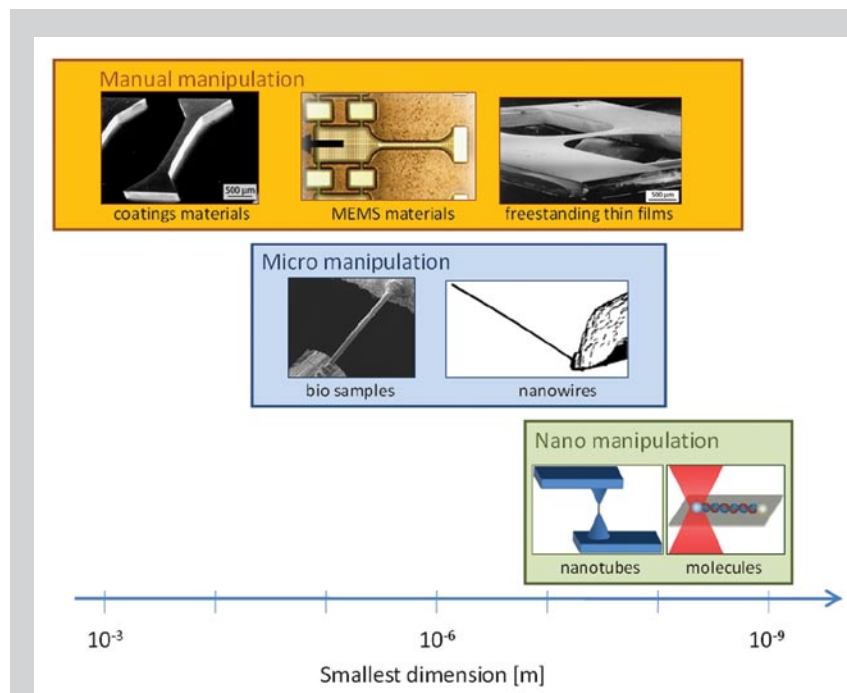 Manual manipulation
500 µm
500 µm
coatings materials
MEMS materials
freestanding thin films
Micro manipulation
bio samples
nanowires
Nano manipulation
nanotubes
molecules
10⁻³
10⁻⁶
10⁻⁹
Smallest dimension [m]